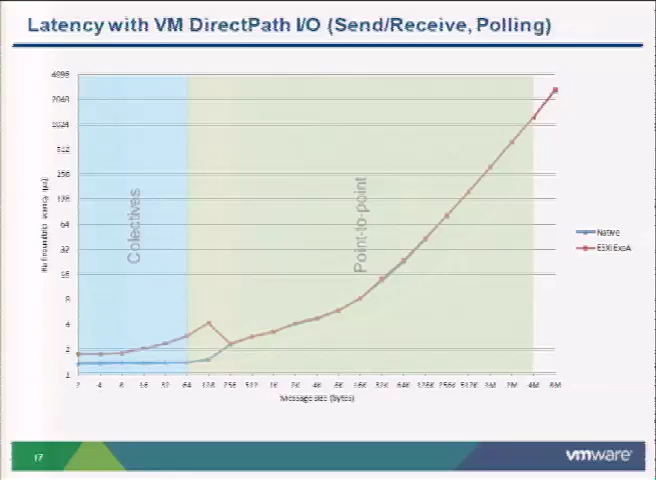 Latency with VM DirectPath I/O (Send/Receive, Polling)
4096
2048
1024
512
256
128
64
32
16
8
4
2
1
Colectives
Point-to-point
Native
ESXi ExpA
2 4 8 16 32 64 128 256 512 1K 2K 4K 8K 16K 32K 64K 128K 256K 512K 1M 2M 4M 8M
Message size (bytes)
17
vmware